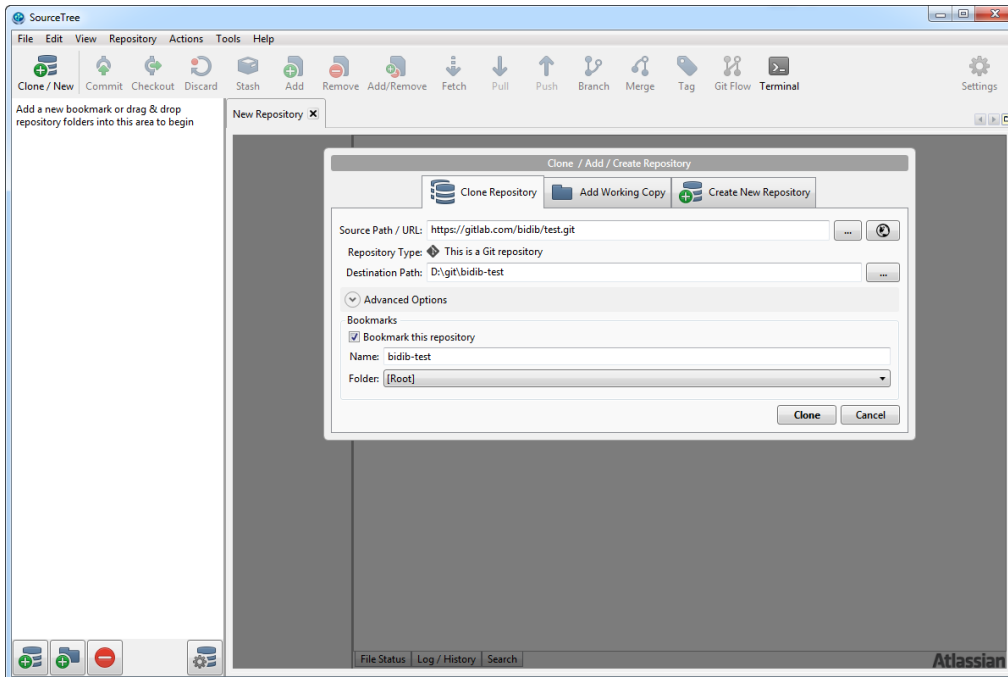 SourceTree
File Edit View Repository Actions Tools Help
Clone / New Commit Checkout Discard Stash Add Remove Add/Remove Fetch Pull Push Branch Merge Tag Git Flow Terminal Settings
Add a new bookmark or drag & drop
repository folders into this area to begin
New Repository
Clone / Add / Create Repository
Clone Repository Add Working Copy Create New Repository
Source Path / URL: https://gitlab.com/bidib/test.git ...
Repository Type: This is a Git repository
Destination Path: D:\git\bidib-test ...
Advanced Options
Bookmarks
Bookmark this repository
Name: bidib-test
Folder: [Root]
Clone Cancel
File Status Log / History Search
Atlassian